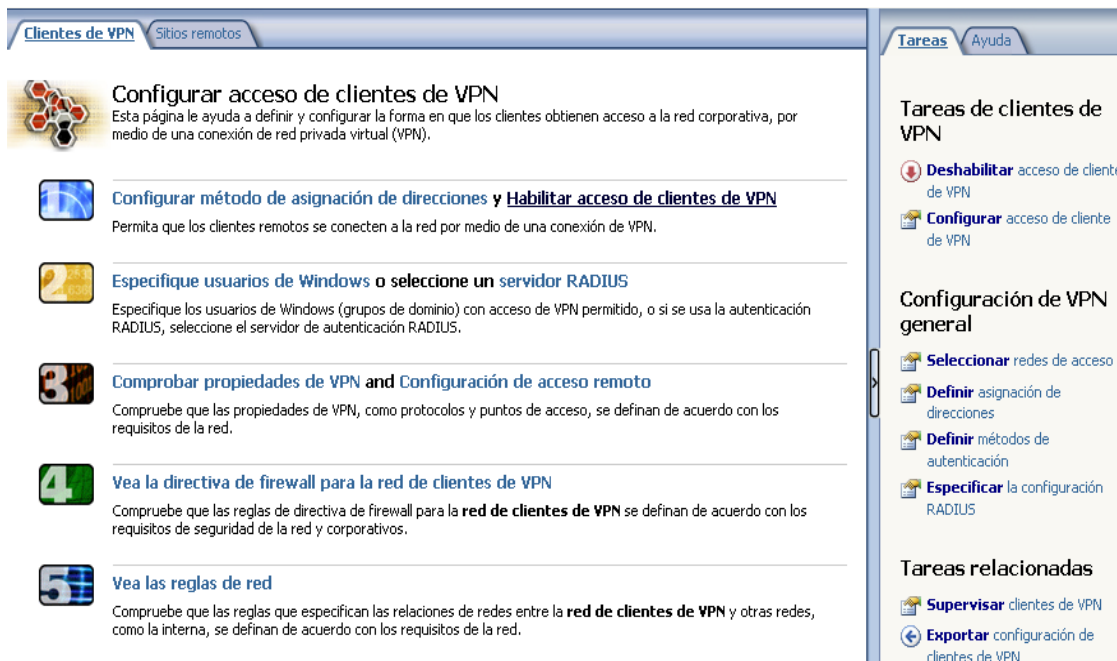 Clientes de VPN
Sitios remotos
Configurar acceso de clientes de VPN
Esta página le ayuda a definir y configurar la forma en que los clientes obtienen acceso a la red corporativa, por
medio de una conexión de red privada virtual (VPN).
1
Configurar método de asignación de direcciones y Habilitar acceso de clientes de VPN
Permita que los clientes remotos se conecten a la red por medio de una conexión de VPN.
2
Especifique usuarios de Windows o seleccione un servidor RADIUS
Especifique los usuarios de Windows (grupos de dominio) con acceso de VPN permitido, o si se usa la autenticación
RADIUS, seleccione el servidor de autenticación RADIUS.
3
Comprobar propiedades de VPN and Configuración de acceso remoto
Compruebe que las propiedades de VPN, como protocolos y puntos de acceso, se definan de acuerdo con los
requisitos de la red.
4
Vea la directiva de firewall para la red de clientes de VPN
Compruebe que las reglas de directiva de firewall para la red de clientes de VPN se definan de acuerdo con los
requisitos de seguridad de la red y corporativos.
5
Vea las reglas de red
Compruebe que las reglas que especifican las relaciones de redes entre la red de clientes de VPN y otras redes,
como la interna, se definan de acuerdo con los requisitos de la red.
Tareas
Ayuda
Tareas de clientes de
VPN
Deshabilitar acceso de cliente
de VPN
Configurar acceso de cliente
de VPN
Configuración de VPN
general
Seleccionar redes de acceso
Definir asignación de
direcciones
Definir métodos de
autenticación
Especificar la configuración
RADIUS
Tareas relacionadas
Supervisar clientes de VPN
Exportar configuración de
clientes de VPN